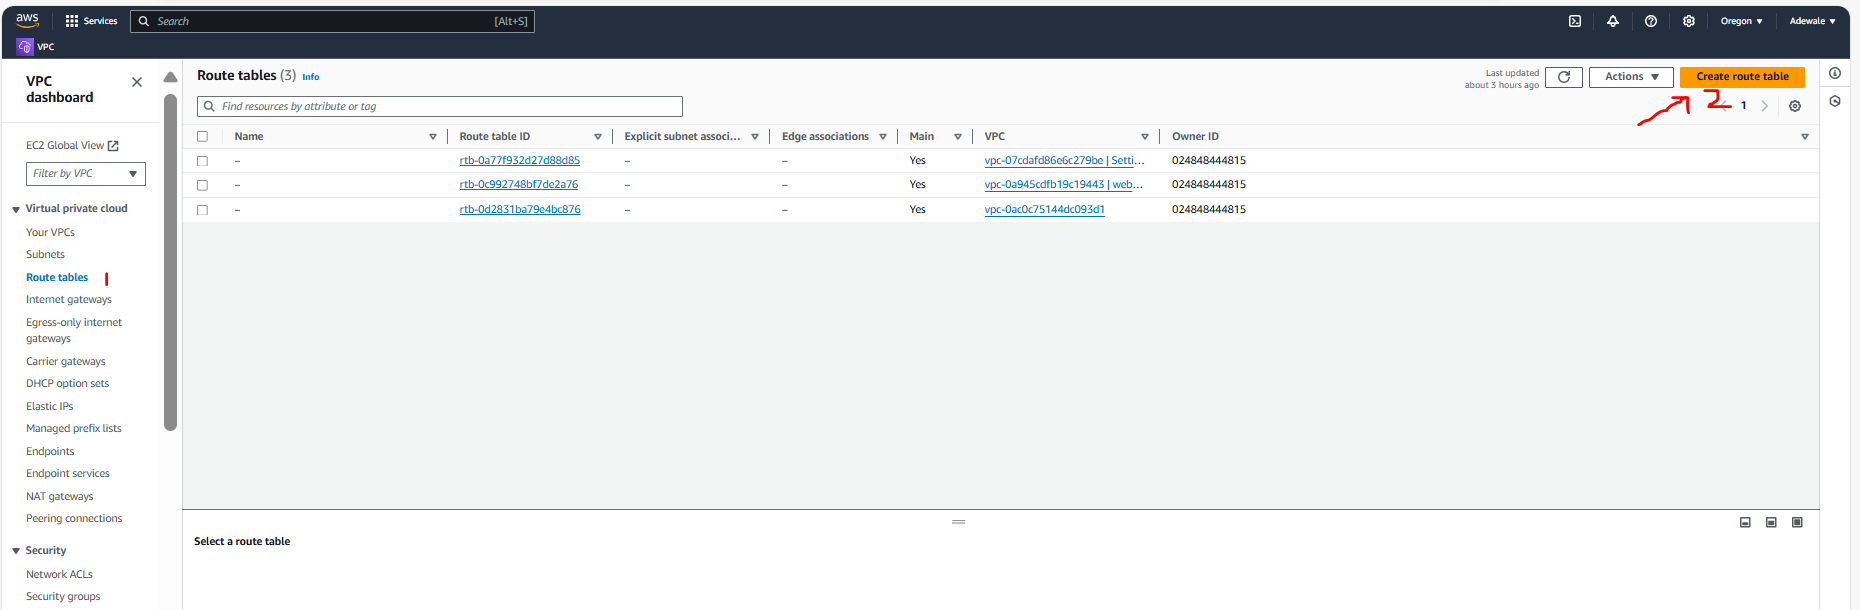 aws
Services
Search
[Alt+S]
Oregon
Adewale
VPC
VPC dashboard
EC2 Global View
Filter by VPC
Virtual private cloud
Your VPCs
Subnets
Route tables 1
Internet gateways
Egress-only internet
gateways
Carrier gateways
DHCP option sets
Elastic IPs
Managed prefix lists
Endpoints
Endpoint services
NAT gateways
Peering connections
Security
Network ACLs
Security groups
Route tables (3) Info
Last updated
about 3 hours ago
Actions
Create route table
Find resources by attribute or tag
2
1
Name Route table ID Explicit subnet associ... Edge associations Main VPC Owner ID
– rtb-0a77f932d27d88d85 – – Yes vpc-07cdafd86e6c279be | Setti... 024848444815
– rtb-0c992748bf7de2a76 – – Yes vpc-0a945cdfb19c19443 | web... 024848444815
– rtb-0d2831ba79e4bc876 – – Yes vpc-0ac0c75144dc093d1 024848444815
Select a route table